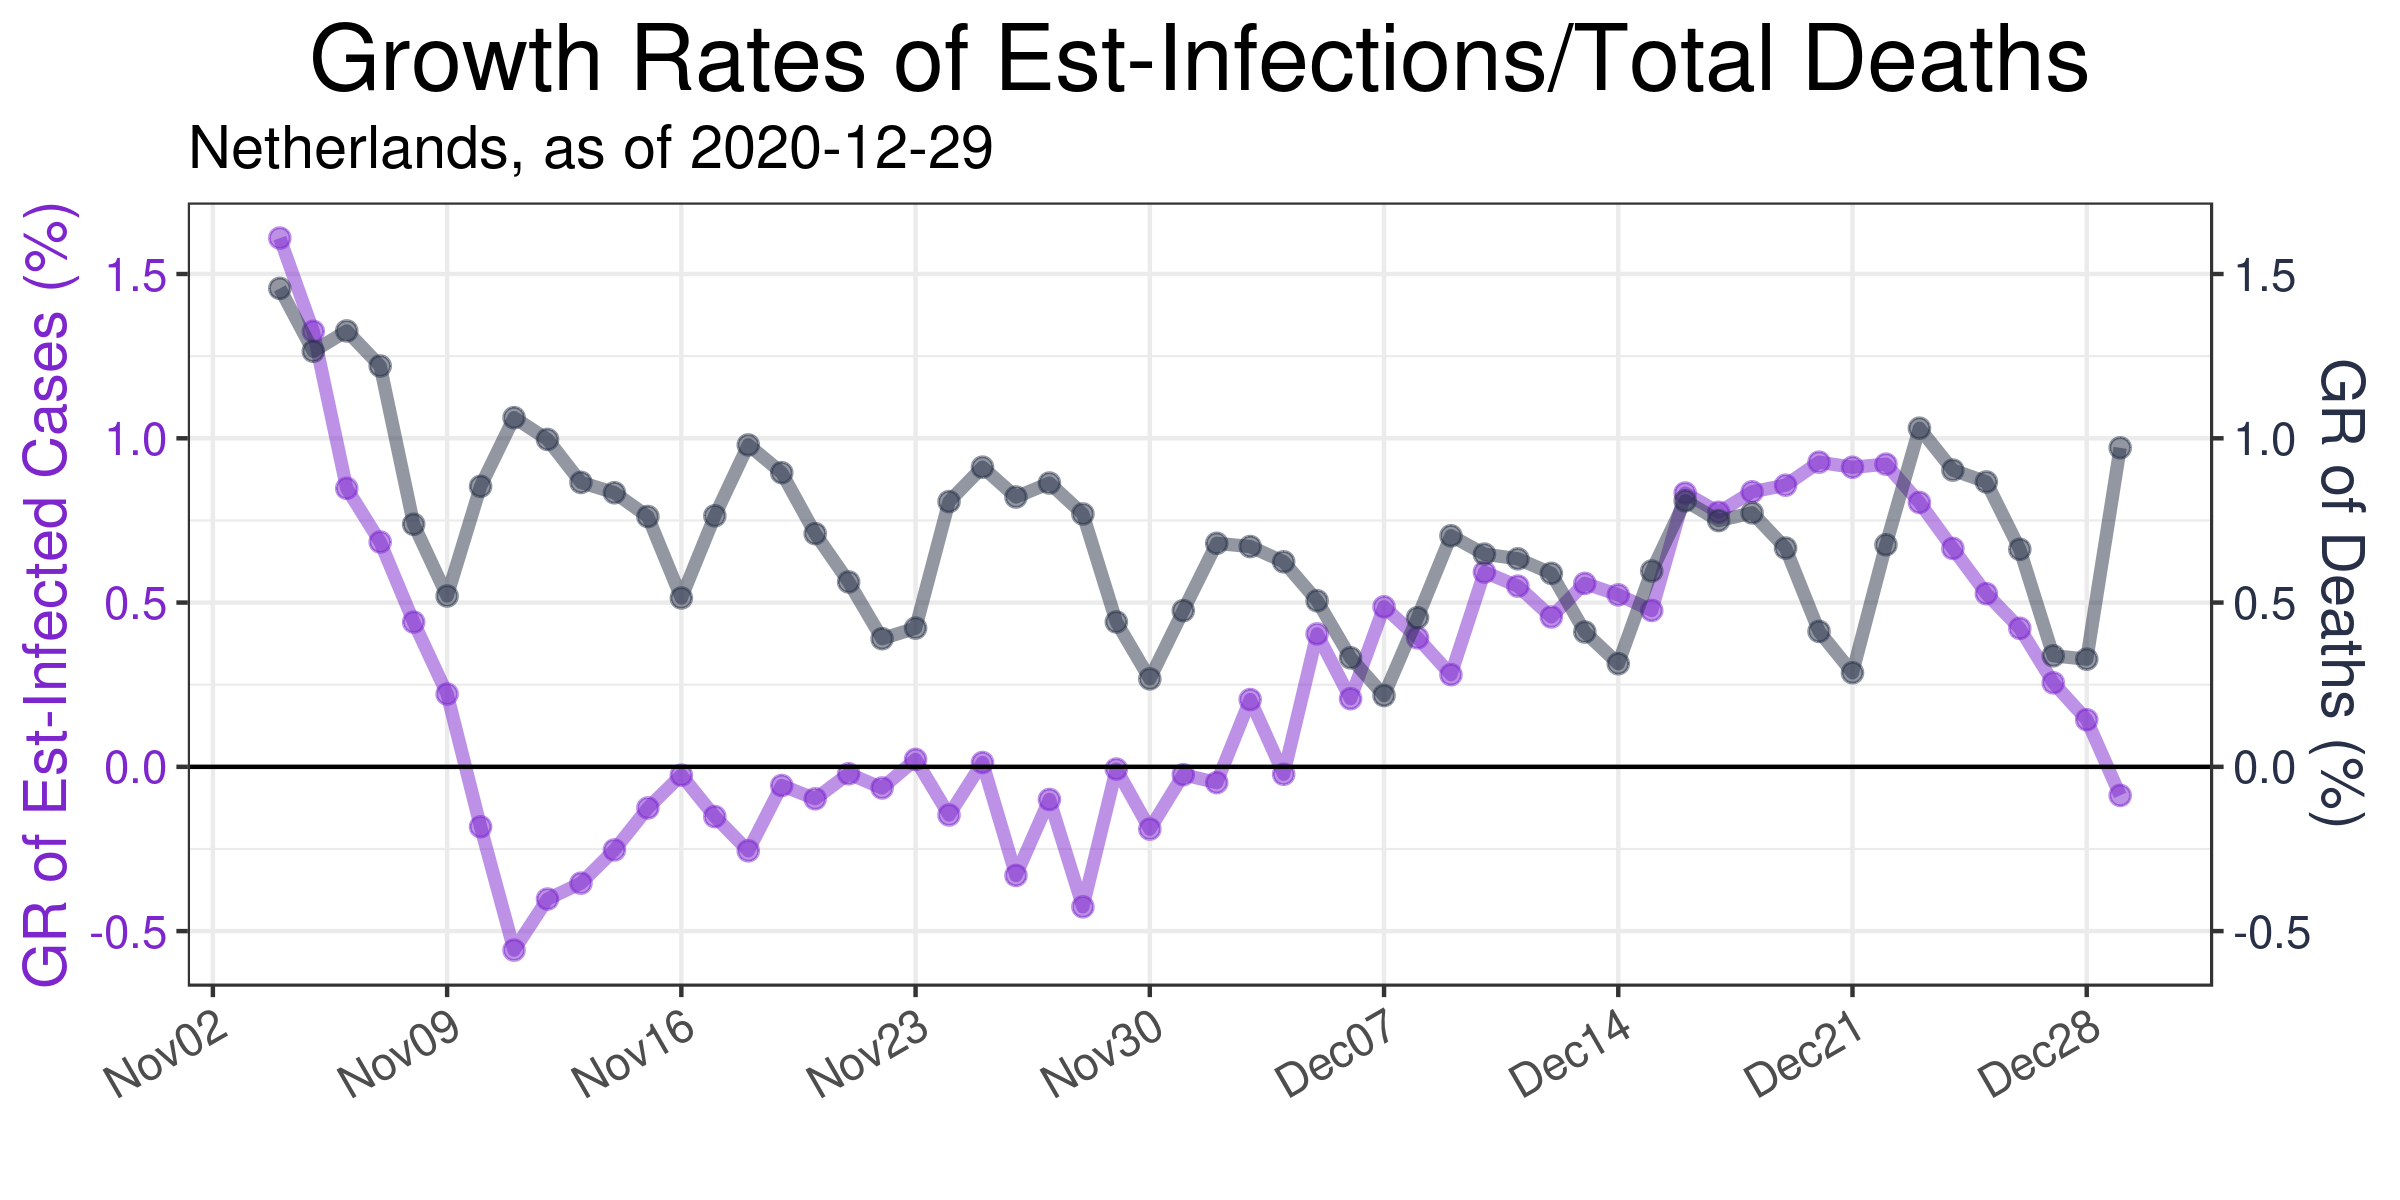 Growth Rates of Est-Infections/Total Deaths
Netherlands, as of 2020-12-29
GR of Est-Infected Cases (%)
1.5
1.0
0.5
0.0
-0.5
1.5
1.0
0.5
0.0
-0.5
GR of Deaths (%)
Nov02
Nov09
Nov16
Nov23
Nov30
Dec07
Dec14
Dec21
Dec28